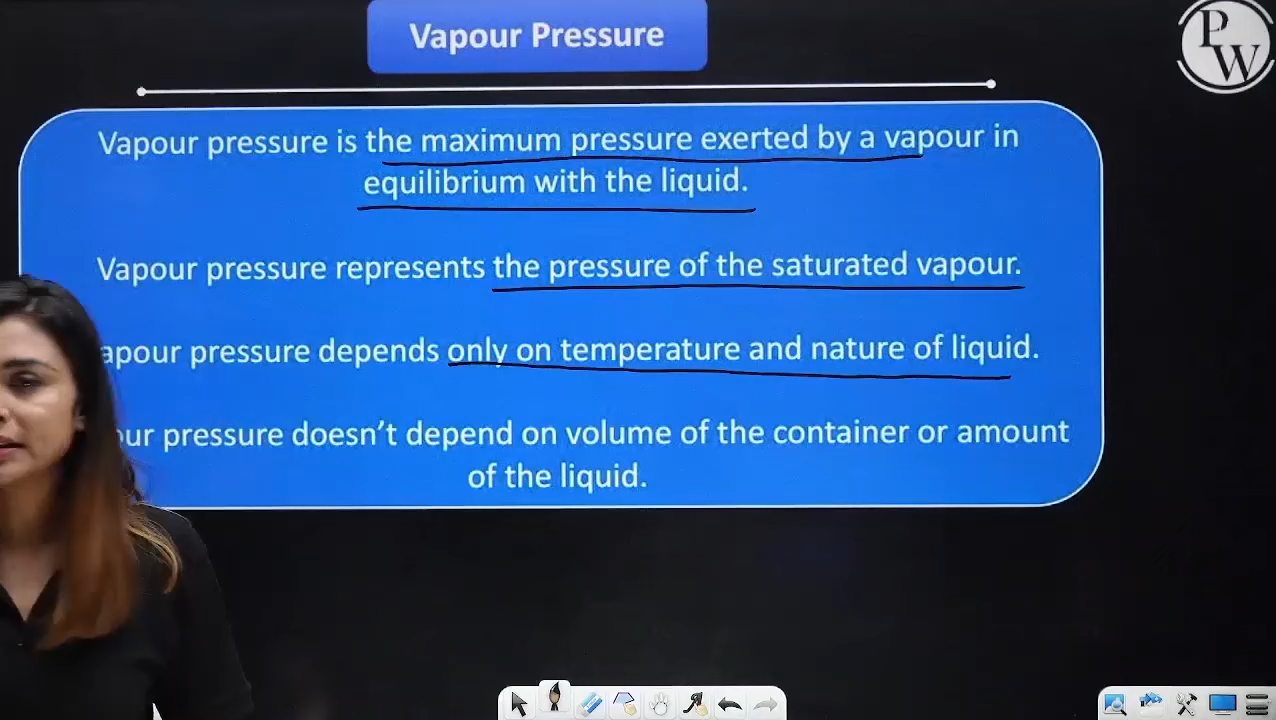 Vapour Pressure
PW
Vapour pressure is the maximum pressure exerted by a vapour in
equilibrium with the liquid.
Vapour pressure represents the pressure of the saturated vapour.
apour pressure depends only on temperature and nature of liquid.
our pressure doesn't depend on volume of the container or amount
of the liquid.